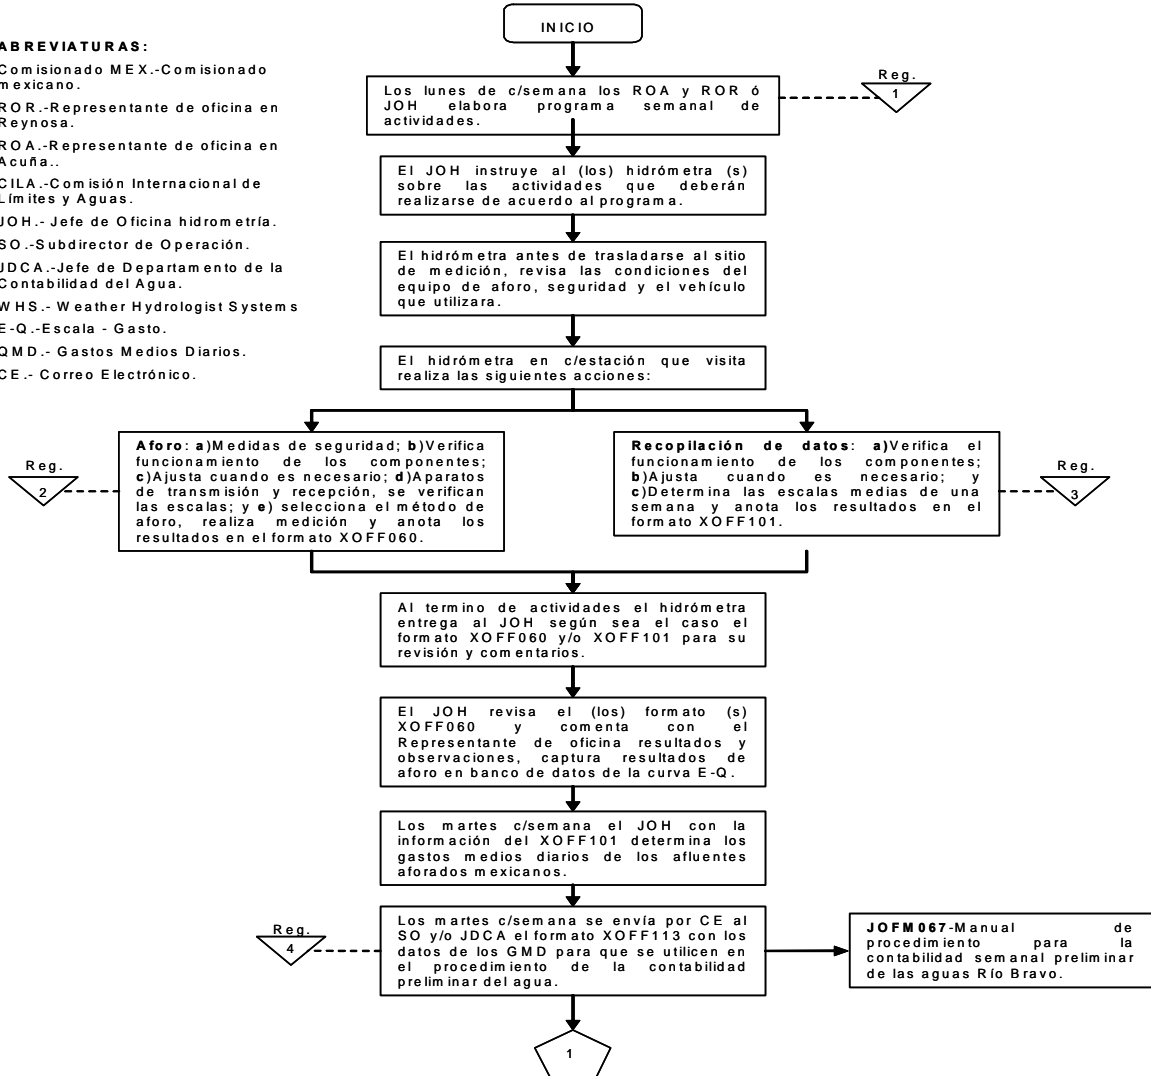 INICIO
ABREVIATURAS:
Comisionado MEX.-Comisionado
mexicano.
ROR.-Representante de oficina en
Reynosa.
ROA.-Representante de oficina en
Acuña..
CILA.-Comisión Internacional de
Límites y Aguas.
JOH.- Jefe de Oficina hidrometría.
SO.-Subdirector de Operación.
JDCA.-Jefe de Departamento de la
Contabilidad del Agua.
WHS.- Weather Hydrologist Systems
E-Q.-Escala - Gasto.
QMD.- Gastos Medios Diarios.
CE.- Correo Electrónico.
Los lunes de c/semana los ROA y ROR ó
JOH elabora programa semanal de
actividades.
Reg.
1
El JOH instruye al (los) hidrómetra (s)
sobre las actividades que deberán
realizarse de acuerdo al programa.
El hidrómetra antes de trasladarse al sitio
de medición, revisa las condiciones del
equipo de aforo, seguridad y el vehículo
que utilizara.
El hidrómetra en c/estación que visita
realiza las siguientes acciones:
Reg.
2
Aforo: a)Medidas de seguridad; b)Verifica
funcionamiento de los componentes;
c)Ajusta cuando es necesario; d)Aparatos
de transmisión y recepción, se verifican
las escalas; y e) selecciona el método de
aforo, realiza medición y anota los
resultados en el formato XOFF060.
Recopilación de datos: a)Verifica el
funcionamiento de los componentes;
b)Ajusta cuando es necesario; y
c)Determina las escalas medias de una
semana y anota los resultados en el
formato XOFF101.
Reg.
3
Al termino de actividades el hidrómetra
entrega al JOH según sea el caso el
formato XOFF060 y/o XOFF101 para su
revisión y comentarios.
El JOH revisa el (los) formato (s)
XOFF060 y comenta con el
Representante de oficina resultados y
observaciones, captura resultados de
aforo en banco de datos de la curva E-Q.
Los martes c/semana el JOH con la
información del XOFF101 determina los
gastos medios diarios de los afluentes
aforados mexicanos.
Reg.
4
Los martes c/semana se envía por CE al
SO y/o JDCA el formato XOFF113 con los
datos de los GMD para que se utilicen en
el procedimiento de la contabilidad
preliminar del agua.
JOFM067-Manual de
procedimiento para la
contabilidad semanal preliminar
de las aguas Río Bravo.
1